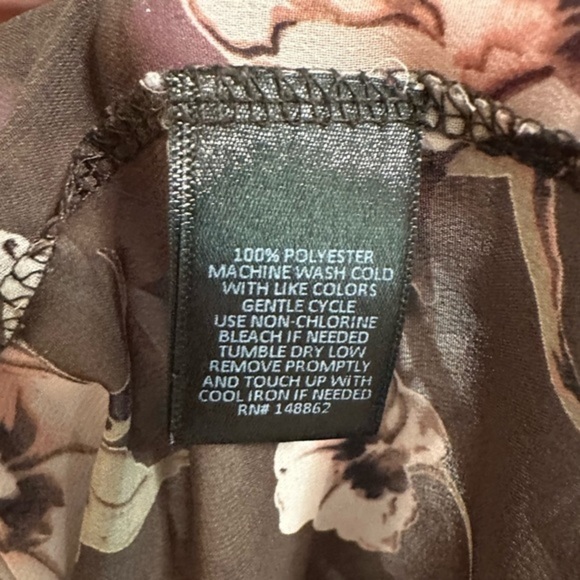 100% POLYESTER
MACHINE WASH COLD
WITH LIKE COLORS
GENTLE CYCLE
USE NON-CHLORINE
BLEACH IF NEEDED
TUMBLE DRY LOW
REMOVE PROMPTLY
AND TOUCH UP WITH
COOL IRON IF NEEDED
RN# 148862